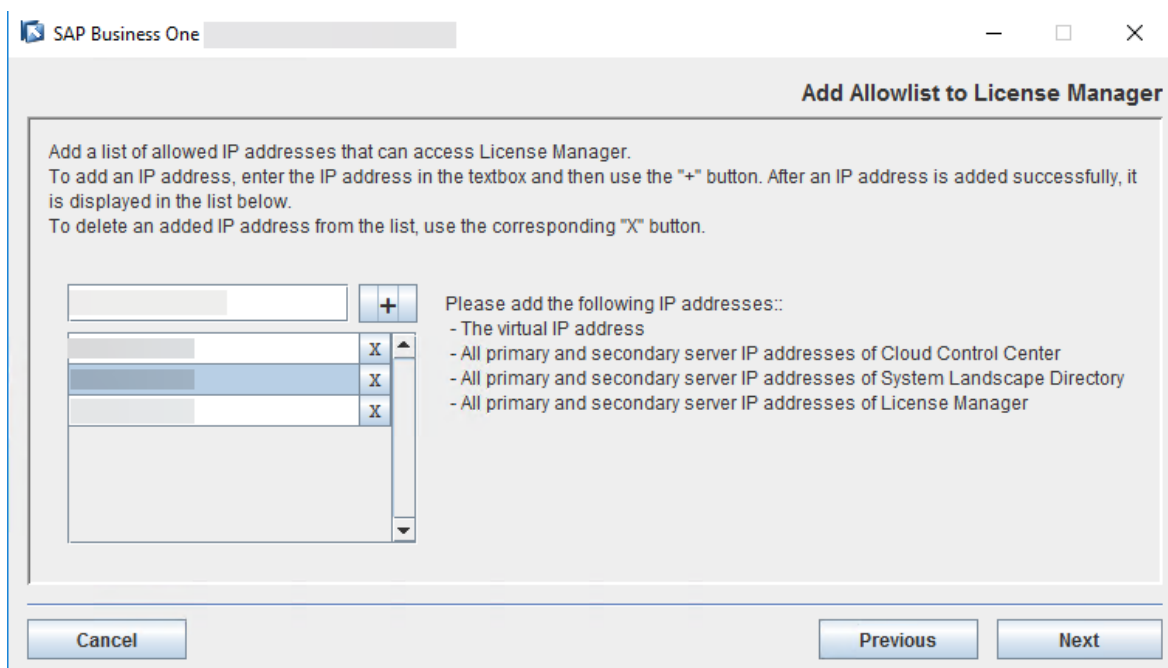 SAP Business One
Add Allowlist to License Manager
Add a list of allowed IP addresses that can access License Manager.
To add an IP address, enter the IP address in the textbox and then use the "+" button. After an IP address is added successfully, it
is displayed in the list below.
To delete an added IP address from the list, use the corresponding "X" button.
+
Please add the following IP addresses::
- The virtual IP address
X
- All primary and secondary server IP addresses of Cloud Control Center
X
- All primary and secondary server IP addresses of System Landscape Directory
X
- All primary and secondary server IP addresses of License Manager
Cancel
Previous
Next